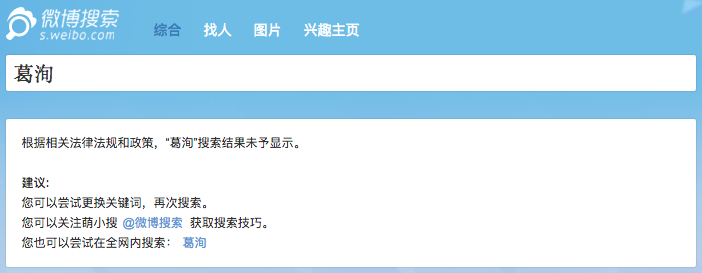 微博搜索
s.weibo.com
综合 找人 图片 兴趣主页
葛洵
根据相关法律法规和政策，“葛洵”搜索结果未予显示。
建议:
您可以尝试更换关键词，再次搜索。
您可以关注萌小搜 @微博搜索 获取搜索技巧。
您也可以尝试在全网内搜索： 葛洵